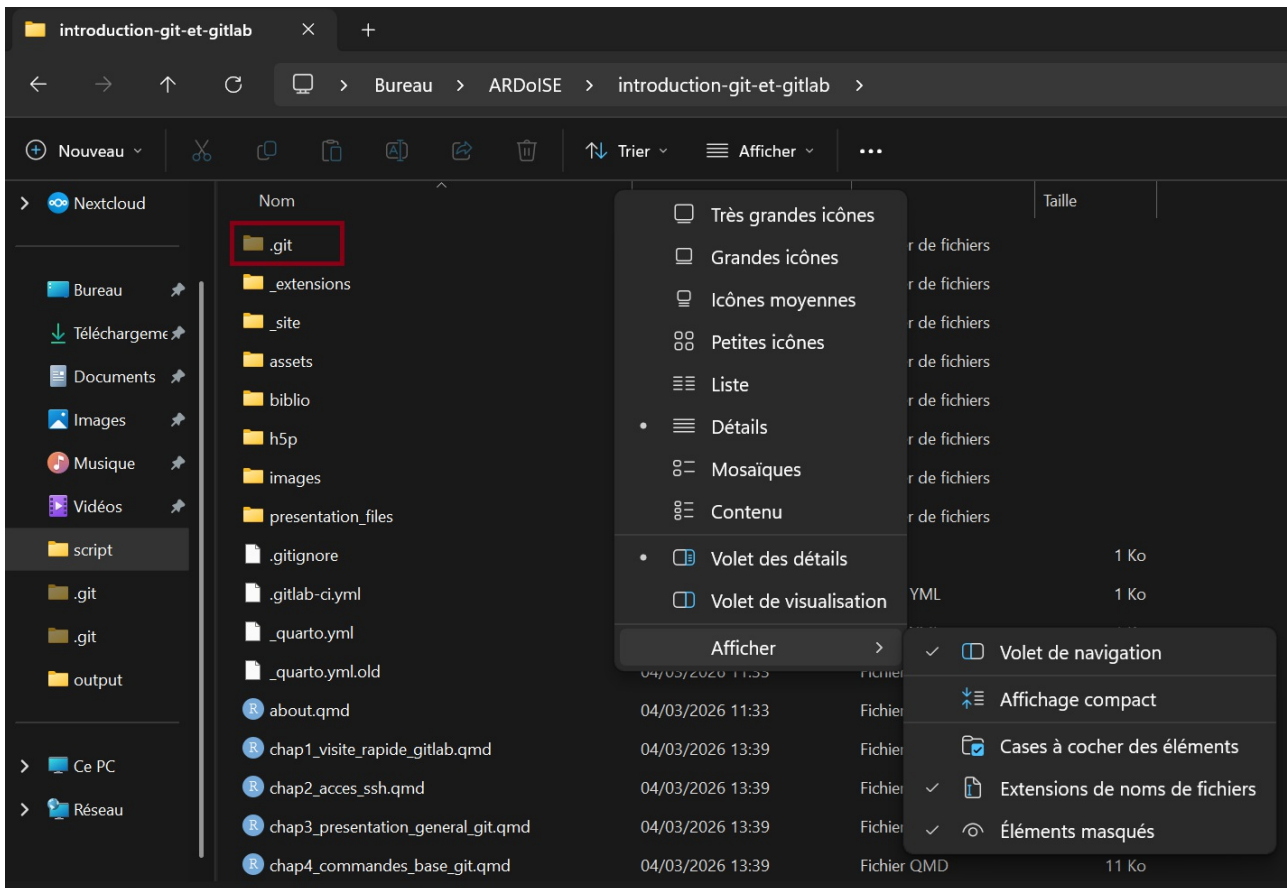 introduction-git-et-gitlab
Bureau > ARDoISE > introduction-git-et-gitlab >
Nouveau Trier Afficher
Nextcloud
Bureau
Téléchargeme
Documents
Images
Musique
Vidéos
script
.git
.git
output
Ce PC
Réseau
Nom Taille
.git
_extensions r de fichiers
_site r de fichiers
assets r de fichiers
biblio r de fichiers
h5p r de fichiers
images r de fichiers
presentation_files r de fichiers
.gitignore 1 Ko
.gitlab-ci.yml YML 1 Ko
_quarto.yml
_quarto.yml.old 04/03/2026 11:33 Fichier
about.qmd 04/03/2026 11:33 Fichier
chap1_visite_rapide_gitlab.qmd 04/03/2026 13:39 Fichier
chap2_acces_ssh.qmd 04/03/2026 13:39 Fichier
chap3_presentation_general_git.qmd 04/03/2026 13:39 Fichier
chap4_commandes_base_git.qmd 04/03/2026 13:39 Fichier QMD 11 Ko
r de fichiers
Très grandes icônes
Grandes icônes
Icônes moyennes
Petites icônes
Liste
Détails
Mosaïques
Contenu
Volet des détails
Volet de visualisation
Afficher >
Volet de navigation
Affichage compact
Cases à cocher des éléments
Extensions de noms de fichiers
Éléments masqués